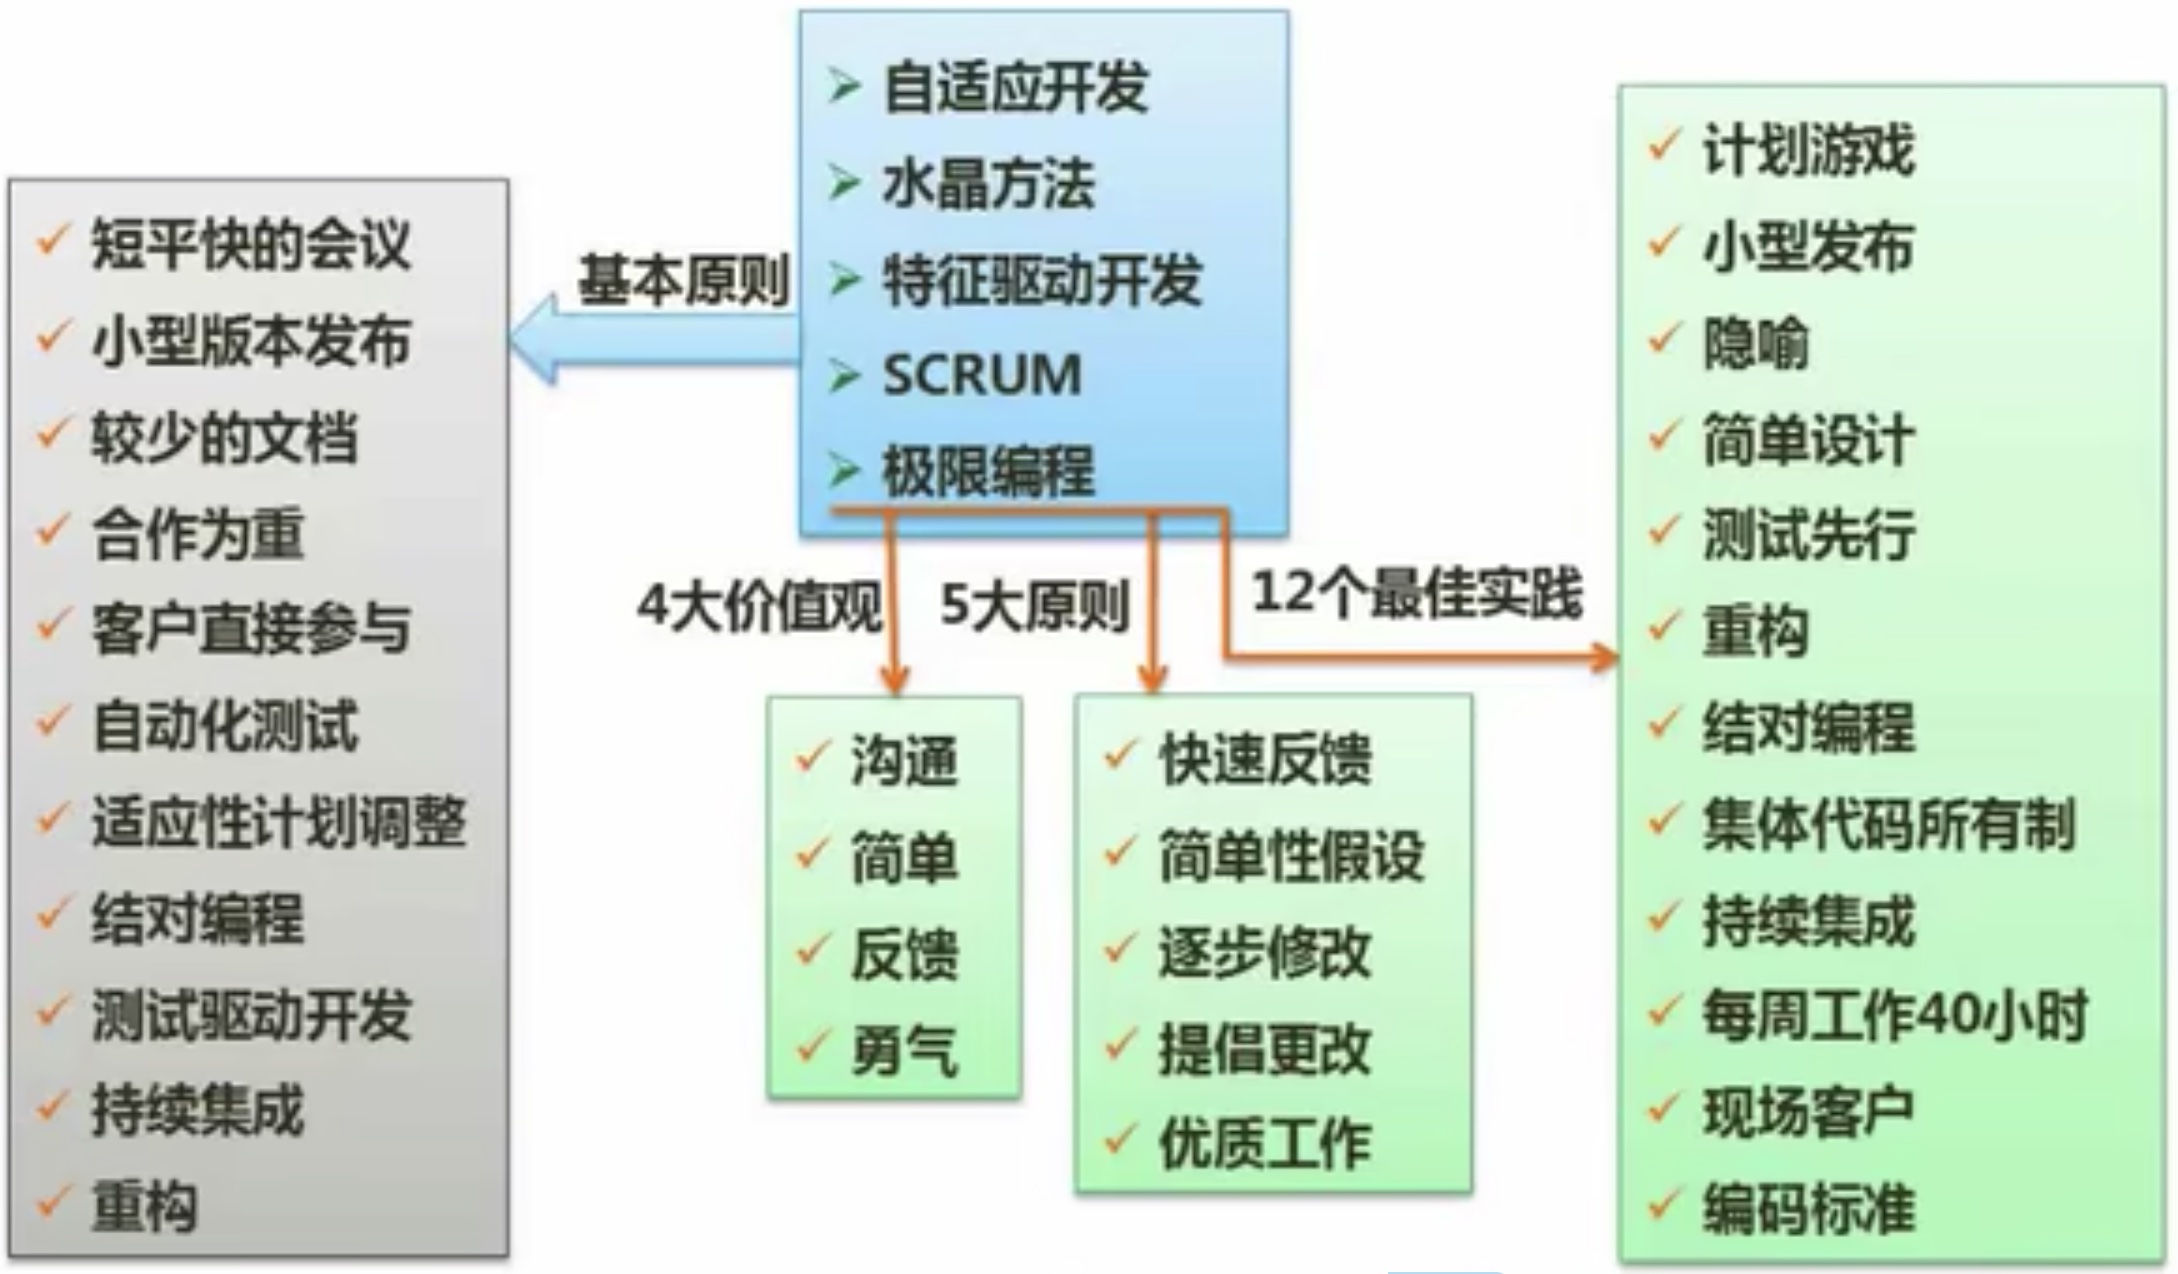 自适应开发
水晶方法
特征驱动开发
SCRUM
极限编程
基本原则
短平快的会议
小型版本发布
较少的文档
合作为重
客户直接参与
自动化测试
适应性计划调整
结对编程
测试驱动开发
持续集成
重构
4大价值观
沟通
简单
反馈
勇气
5大原则
快速反馈
简单性假设
逐步修改
提倡更改
优质工作
12个最佳实践
计划游戏
小型发布
隐喻
简单设计
测试先行
重构
结对编程
集体代码所有制
持续集成
每周工作40小时
现场客户
编码标准